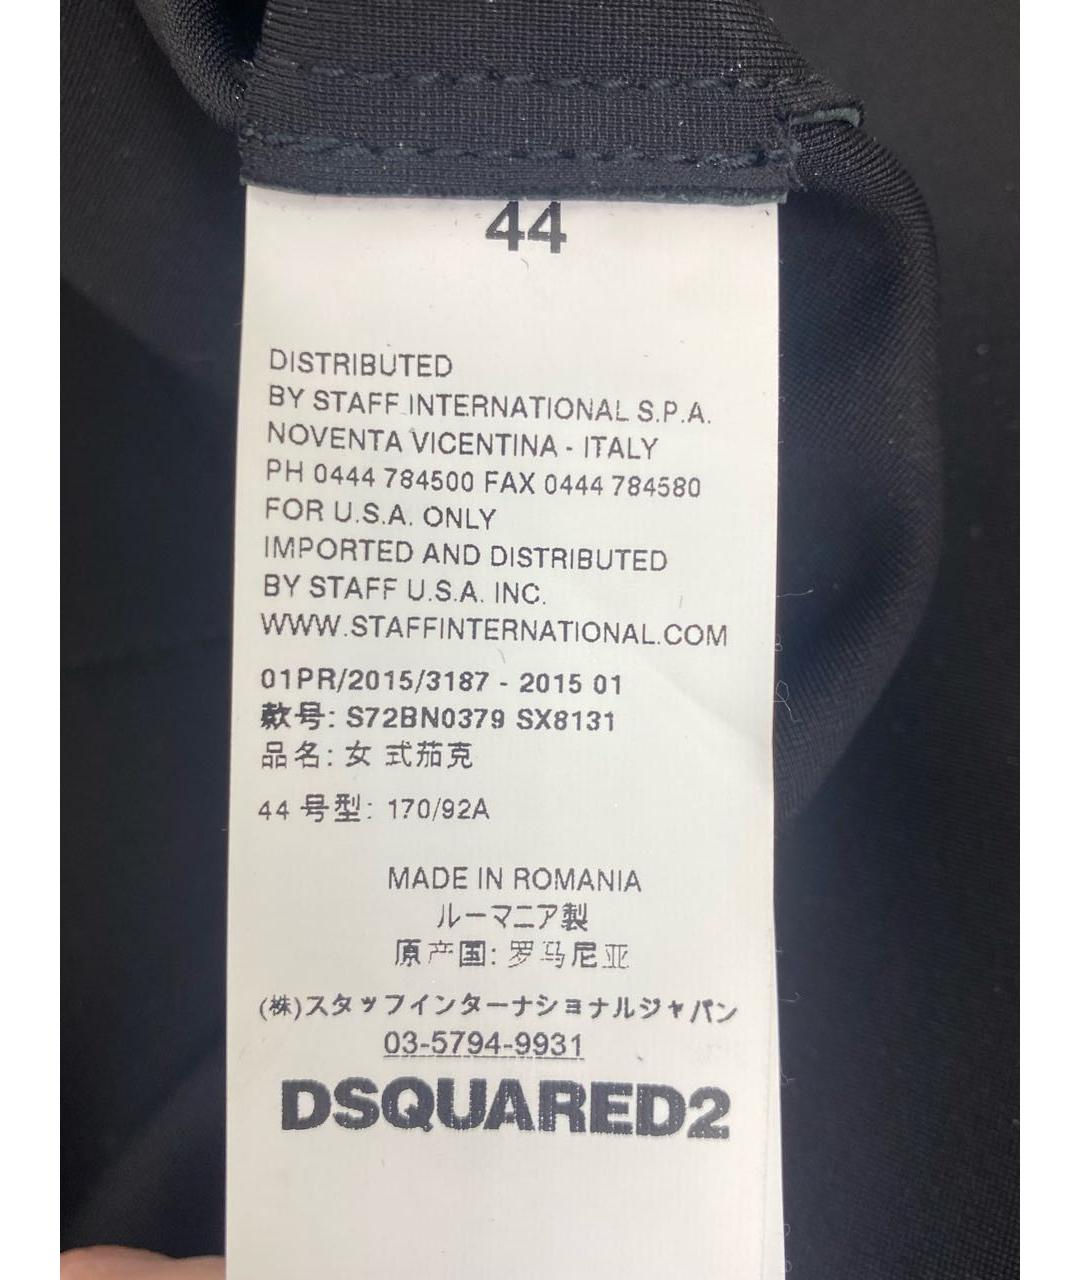 44
DISTRIBUTED
BY STAFF INTERNATIONAL S.P.A.
NOVENTA VICENTINA - ITALY
PH 0444 784500 FAX 0444 784580
FOR U.S.A. ONLY
IMPORTED AND DISTRIBUTED
BY STAFF U.S.A. INC.
WWW.STAFFINTERNATIONAL.COM
01PR/2015/3187 - 2015 01
款号: S72BN0379 SX8131
品名: 女 式茄克
44 号型: 170/92A
MADE IN ROMANIA
ルーマニア製
原产国: 罗马尼亚
(株)スタッフインターナショナルジャパン
03-5794-9931
DSQUARED2